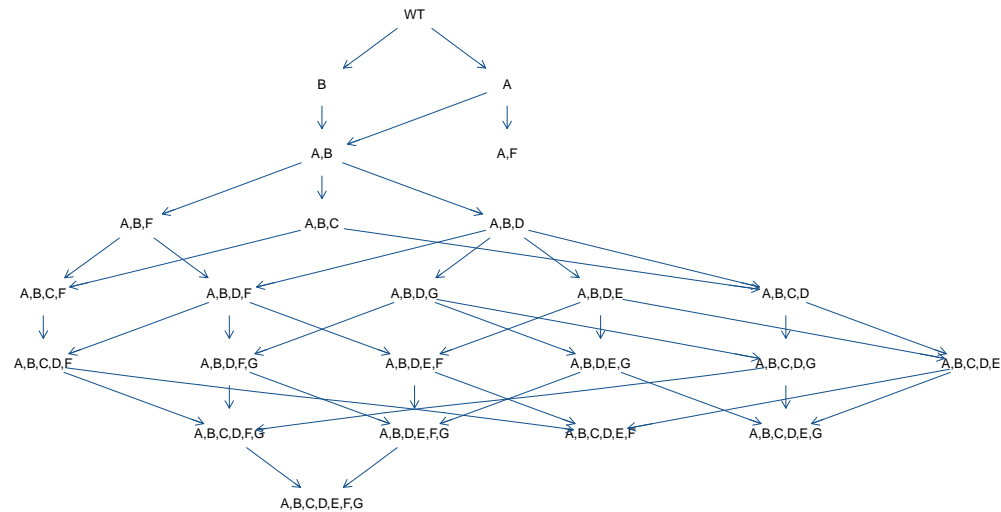 WT
B
A
A,B
A,F
A,B,F
A,B,C
A,B,D
A,B,C,F
A,B,D,F
A,B,D,G
A,B,D,E
A,B,C,D
A,B,C,D,F
A,B,D,F,G
A,B,D,E,F
A,B,D,E,G
A,B,C,D,G
A,B,C,D,E
A,B,C,D,F,G
A,B,D,E,F,G
A,B,C,D,E,F
A,B,C,D,E,G
A,B,C,D,E,F,G